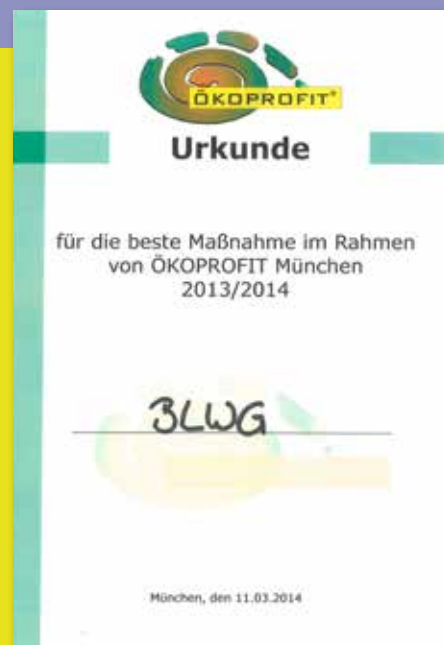 ÖKOPROFIT®
Urkunde
für die beste Maßnahme im Rahmen
von ÖKOPROFIT München
2013/2014
BLWG
München, den 11.03.2014